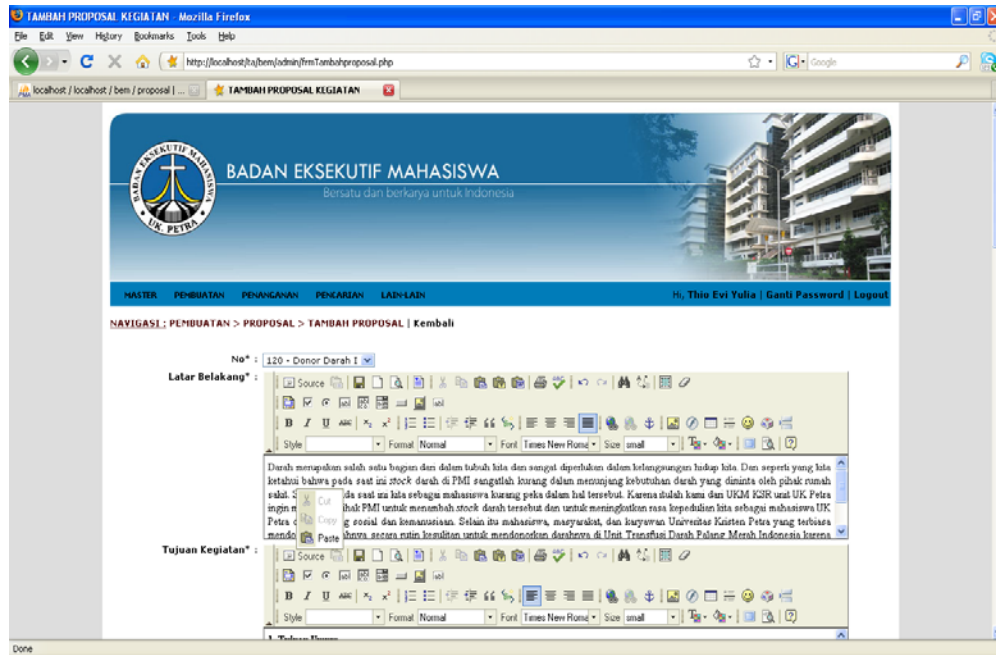 TAMBAH PROPOSAL KEGIATAN - Mozilla Firefox
File Edit View History Bookmarks Tools Help
http://localhost/ta/bem/admin/frmTambahproposal.php
Google
localhost / localhost / bem / proposal | ...
TAMBAH PROPOSAL KEGIATAN
BADAN EKSEKUTIF MAHASISWA
UK. PETRA
BADAN EKSEKUTIF MAHASISWA
Bersatu dan berkarya untuk Indonesia
MASTER PEMBUATAN PENANGANAN PENCARIAN LAIN-LAIN
Hi, Thio Evi Yulia | Ganti Password | Logout
NAVIGASI : PEMBUATAN > PROPOSAL > TAMBAH PROPOSAL | Kembali
No* : 120 - Donor Darah I
Latar Belakang* :
Source
B I U ABC
Style Format Normal Font Times New Roma Size small
Darah merupakan salah satu bagian dan dalam tubuh kita dan sangat diperlukan dalam kelangsungan hidup kita. Dan seperti yang kita
ketahui bahwa pada saat ini stock darah di PMI sangatlah kurang dalam menunjang kebutuhan darah yang diminta oleh pihak rumah
sakit. S da saat ini kita sebagai mahasiswa kurang peka dalam hal tersebut. Karena itulah kami dan UKM KSR unit UK Petra
ingin m ihak PMI untuk menambah stock darah tersebut dan untuk meningkatkan rasa kepedulian kita sebagai mahasiswa UK
Petra d g sosial dan kemanusiaan. Selain itu mahasiswa, masyarakat, dan karyawan Univeritas Kristen Petra yang terbiasa
mendo ahnya secara rutin kesulitan untuk mendonorkan darahnya di Unit Transfusi Darah Palang Merah Indonesia karena
Cut
Copy
Paste
Tujuan Kegiatan* :
Source
B I U ABC
Style Format Normal Font Times New Roma Size small
1. Tujuan Umum
Done